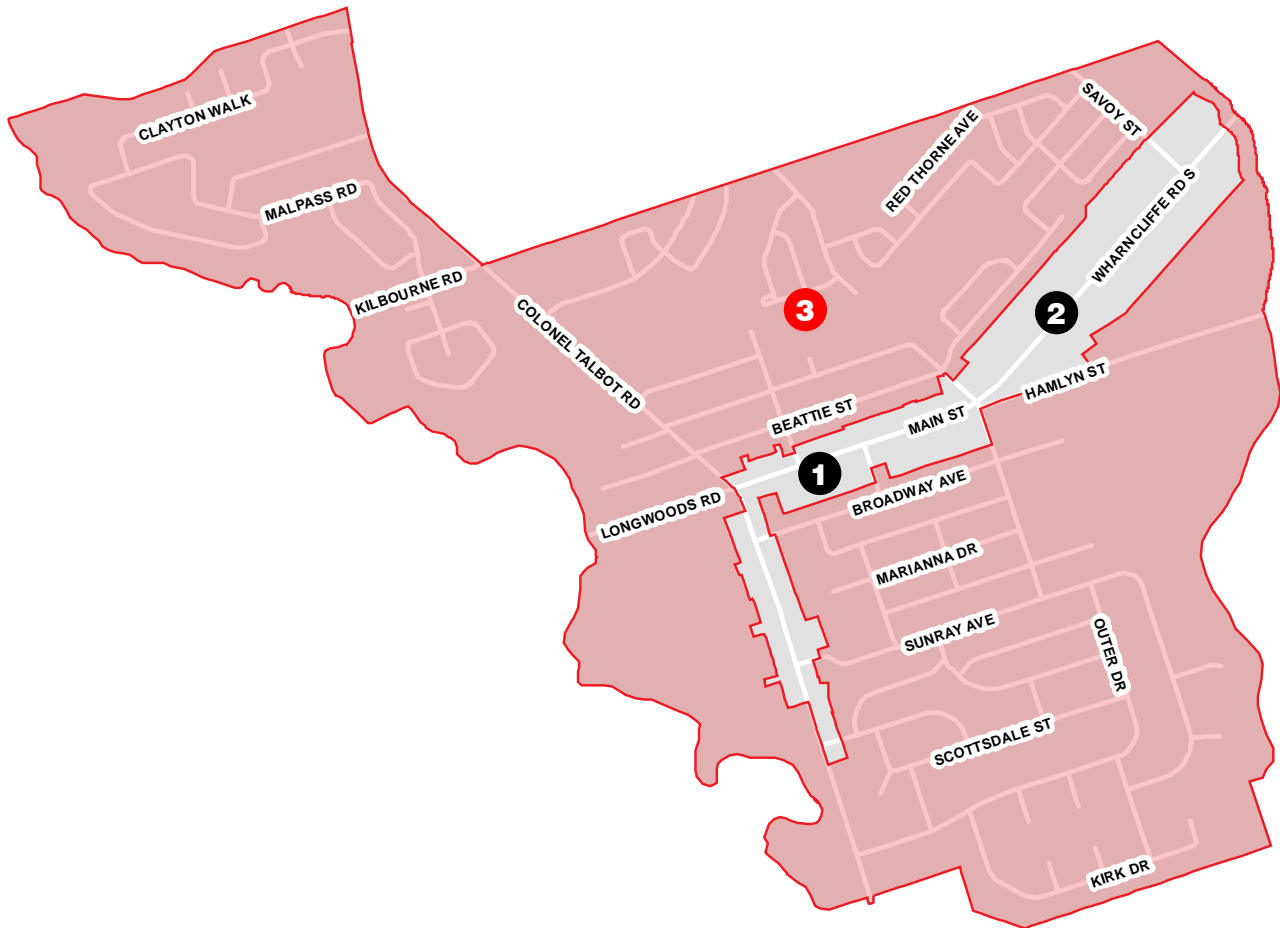 CLAYTON WALK
SAVOY ST
RED THORNE AVE
MALPASS RD
WHARNCLIFFE RD S
KILBOURNE RD
COLONEL TALBOT RD
3
2
HAMLYN ST
BEATTIE ST
MAIN ST
1
BROADWAY AVE
LONGWOODS RD
MARIANNA DR
SUNRAY AVE
OUTER DR
SCOTTSDALE ST
KIRK DR